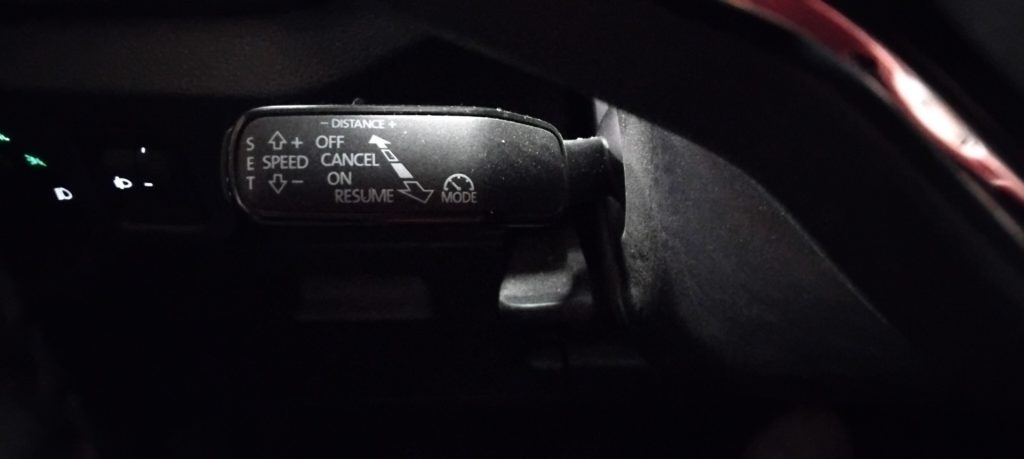 - DISTANCE +
S + OFF
E SPEED CANCEL
T - ON
RESUME MODE